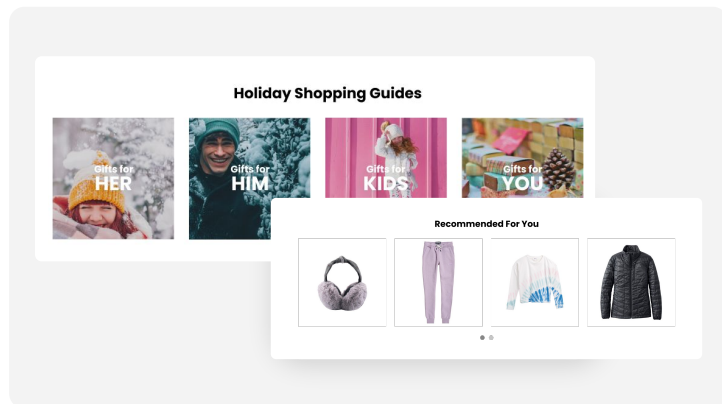 Holiday Shopping Guides
Gifts for
HER
Gifts for
HIM
Gifts for
KIDS
Gifts for
YOU
Recommended For You